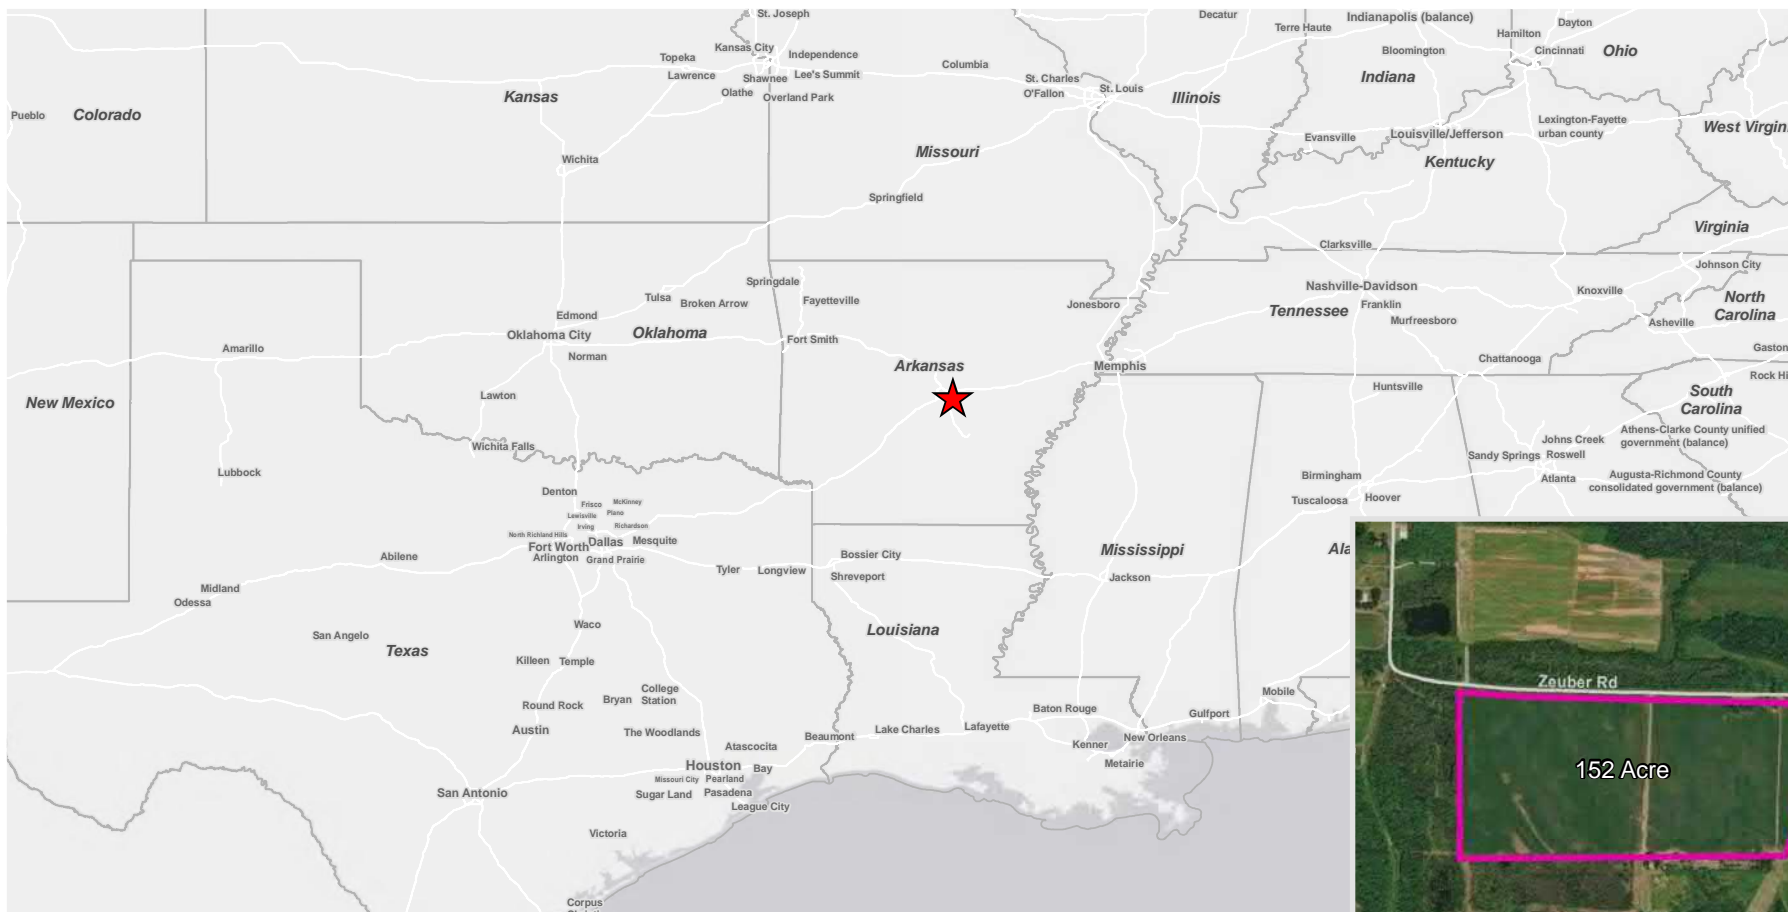 St. Joseph
Decatur
Indianapolis (balance)
Dayton
Terre Haute
Hamilton
Kansas City
Independence
Bloomington
Cincinnati
Ohio
Topeka
Columbia
Lawrence
Shawnee
Lee's Summit
St. Charles
Indiana
Olathe
Overland Park
O'Fallon
St. Louis
Illinois
Kansas
Pueblo
Colorado
Lexington-Fayette
urban county
West Virgin
Evansville
Louisville/Jefferson
Missouri
Wichita
Kentucky
Springfield
Virginia
Clarksville
Johnson City
Springdale
Nashville-Davidson
Knoxville
North
Carolina
Tulsa
Broken Arrow
Fayetteville
Jonesboro
Franklin
Tennessee
Murfreesboro
Asheville
Edmond
Oklahoma City
Oklahoma
Fort Smith
Amarillo
Norman
Gaston
Chattanooga
Arkansas
Memphis
Rock Hi
Huntsville
Lawton
South
Carolina
New Mexico
Athens-Clarke County unified
government (balance)
Wichita Falls
Johns Creek
Sandy Springs
Roswell
Lubbock
Birmingham
Atlanta
Augusta-Richmond County
consolidated government (balance)
Denton
Tuscaloosa
Hoover
Frisco
McKinney
Lewisville
Plano
Irving
Richardson
North Richland Hills
Fort Worth
Dallas
Mesquite
Arlington
Grand Prairie
Abilene
Bossier City
Mississippi
Ala
Tyler
Longview
Shreveport
Jackson
Midland
Odessa
Waco
Louisiana
San Angelo
Texas
Killeen
Temple
Zeuber Rd
College
Station
Bryan
Round Rock
Mobile
Baton Rouge
Gulfport
Austin
The Woodlands
Lake Charles
Lafayette
Beaumont
New Orleans
Atascocita
Kenner
Houston
Bay
Metairie
152 Acre
Missouri City
Pearland
San Antonio
Sugar Land
Pasadena
League City
Victoria
Corpus